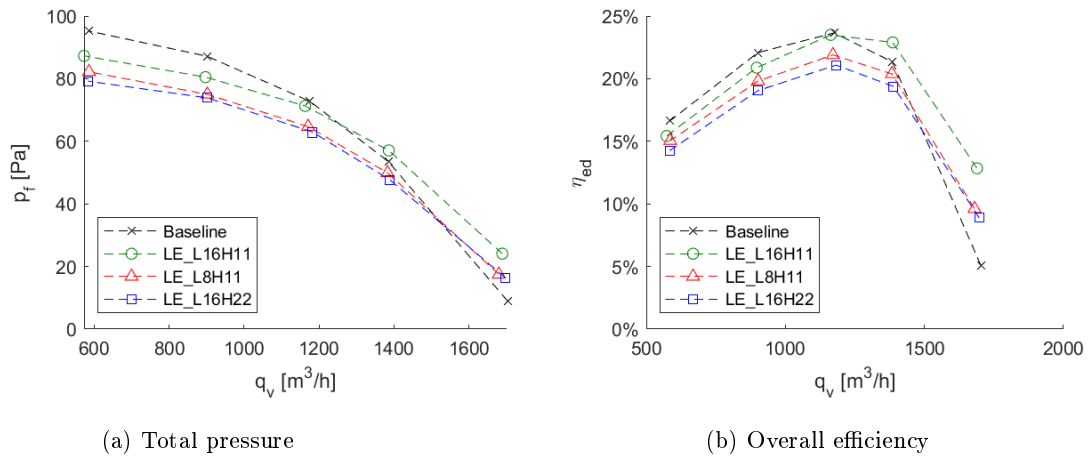 100
80
60
40
20
0
p_f [Pa]
Baseline
LE_L16H11
LE_L8H11
LE_L16H22
600 800 1000 1200 1400 1600
q_v [m^3/h]
(a) Total pressure
25%
20%
15%
10%
5%
0%
η_ed
Baseline
LE_L16H11
LE_L8H11
LE_L16H22
500 1000 1500 2000
q_v [m^3/h]
(b) Overall efficiency